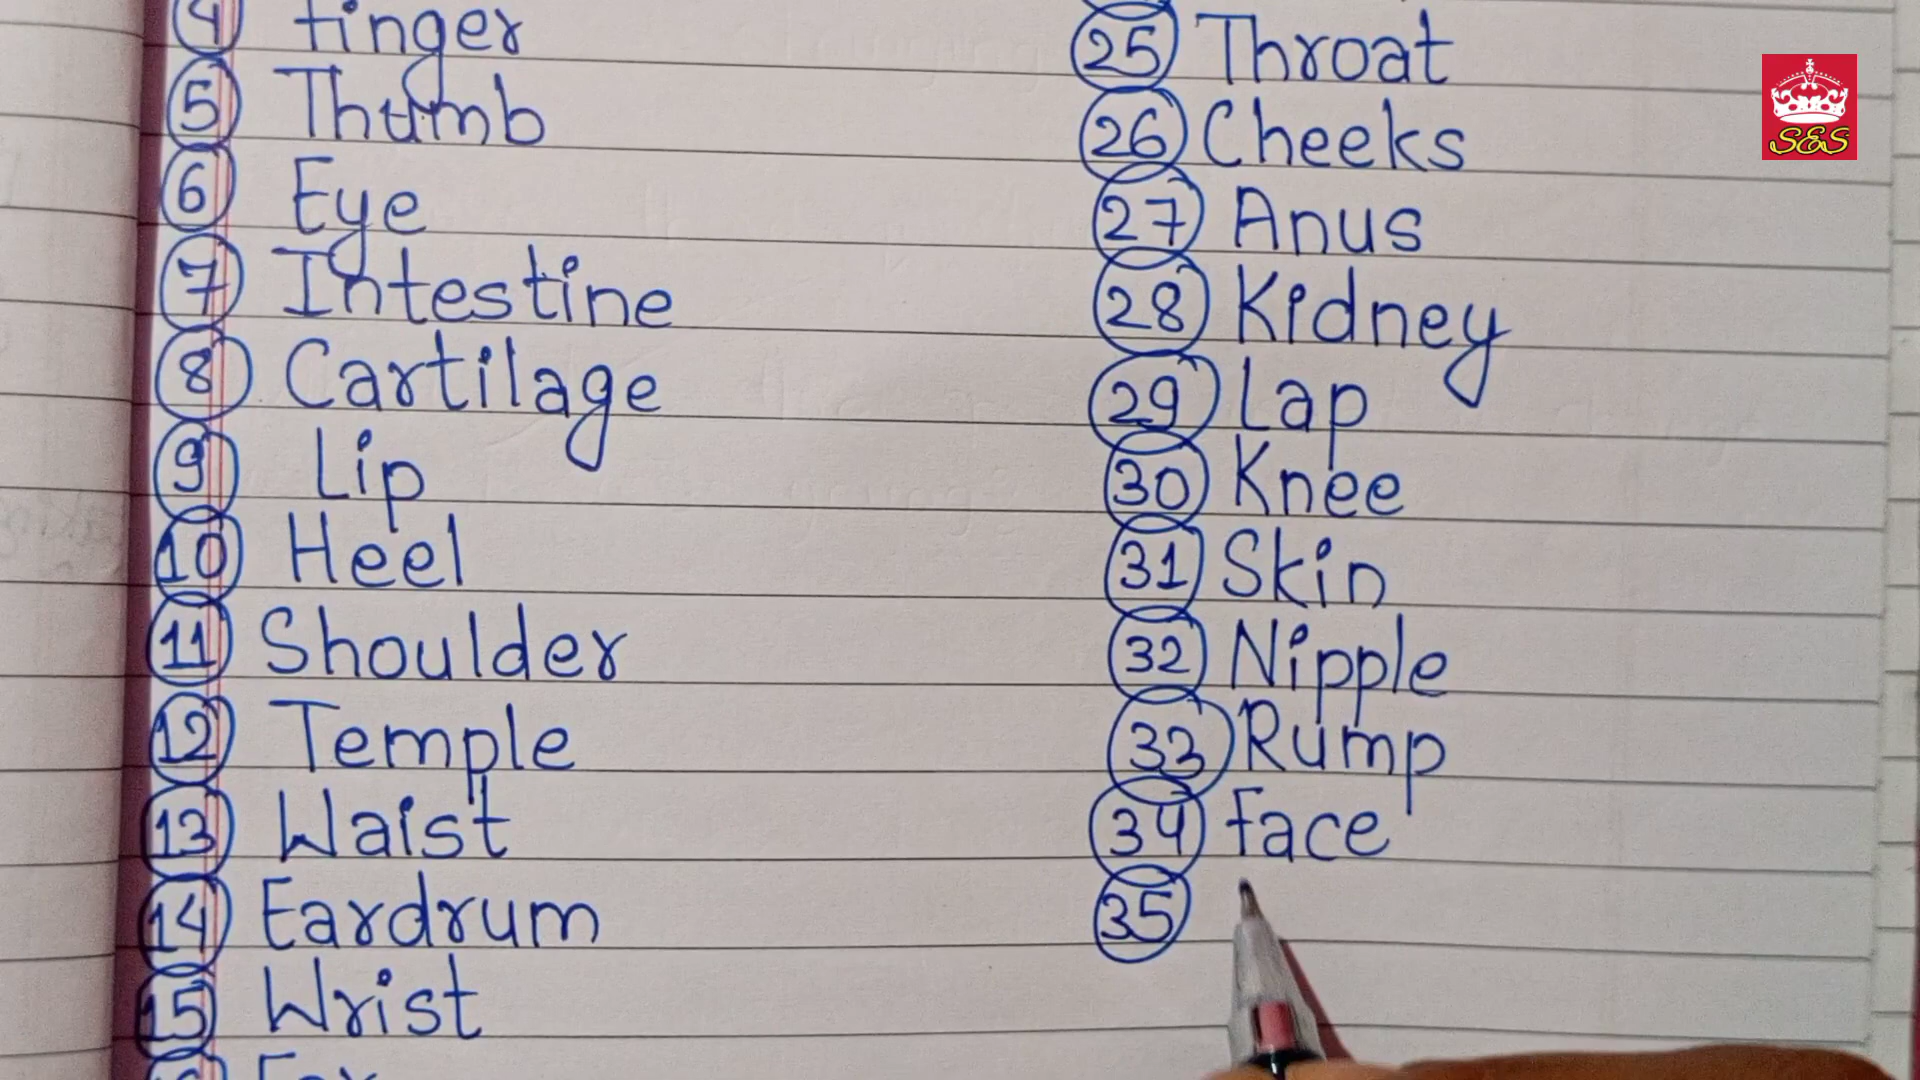 4 finger
5 Thumb
6 Eye
7 Intestine
8 Cartilage
9 Lip
10 Heel
11 Shoulder
12 Temple
13 Waist
14 Eardrum
15 Wrist
25 Throat
26 Cheeks
27 Anus
28 Kidney
29 Lap
30 Knee
31 Skin
32 Nipple
33 Rump
34 face
35
S&S